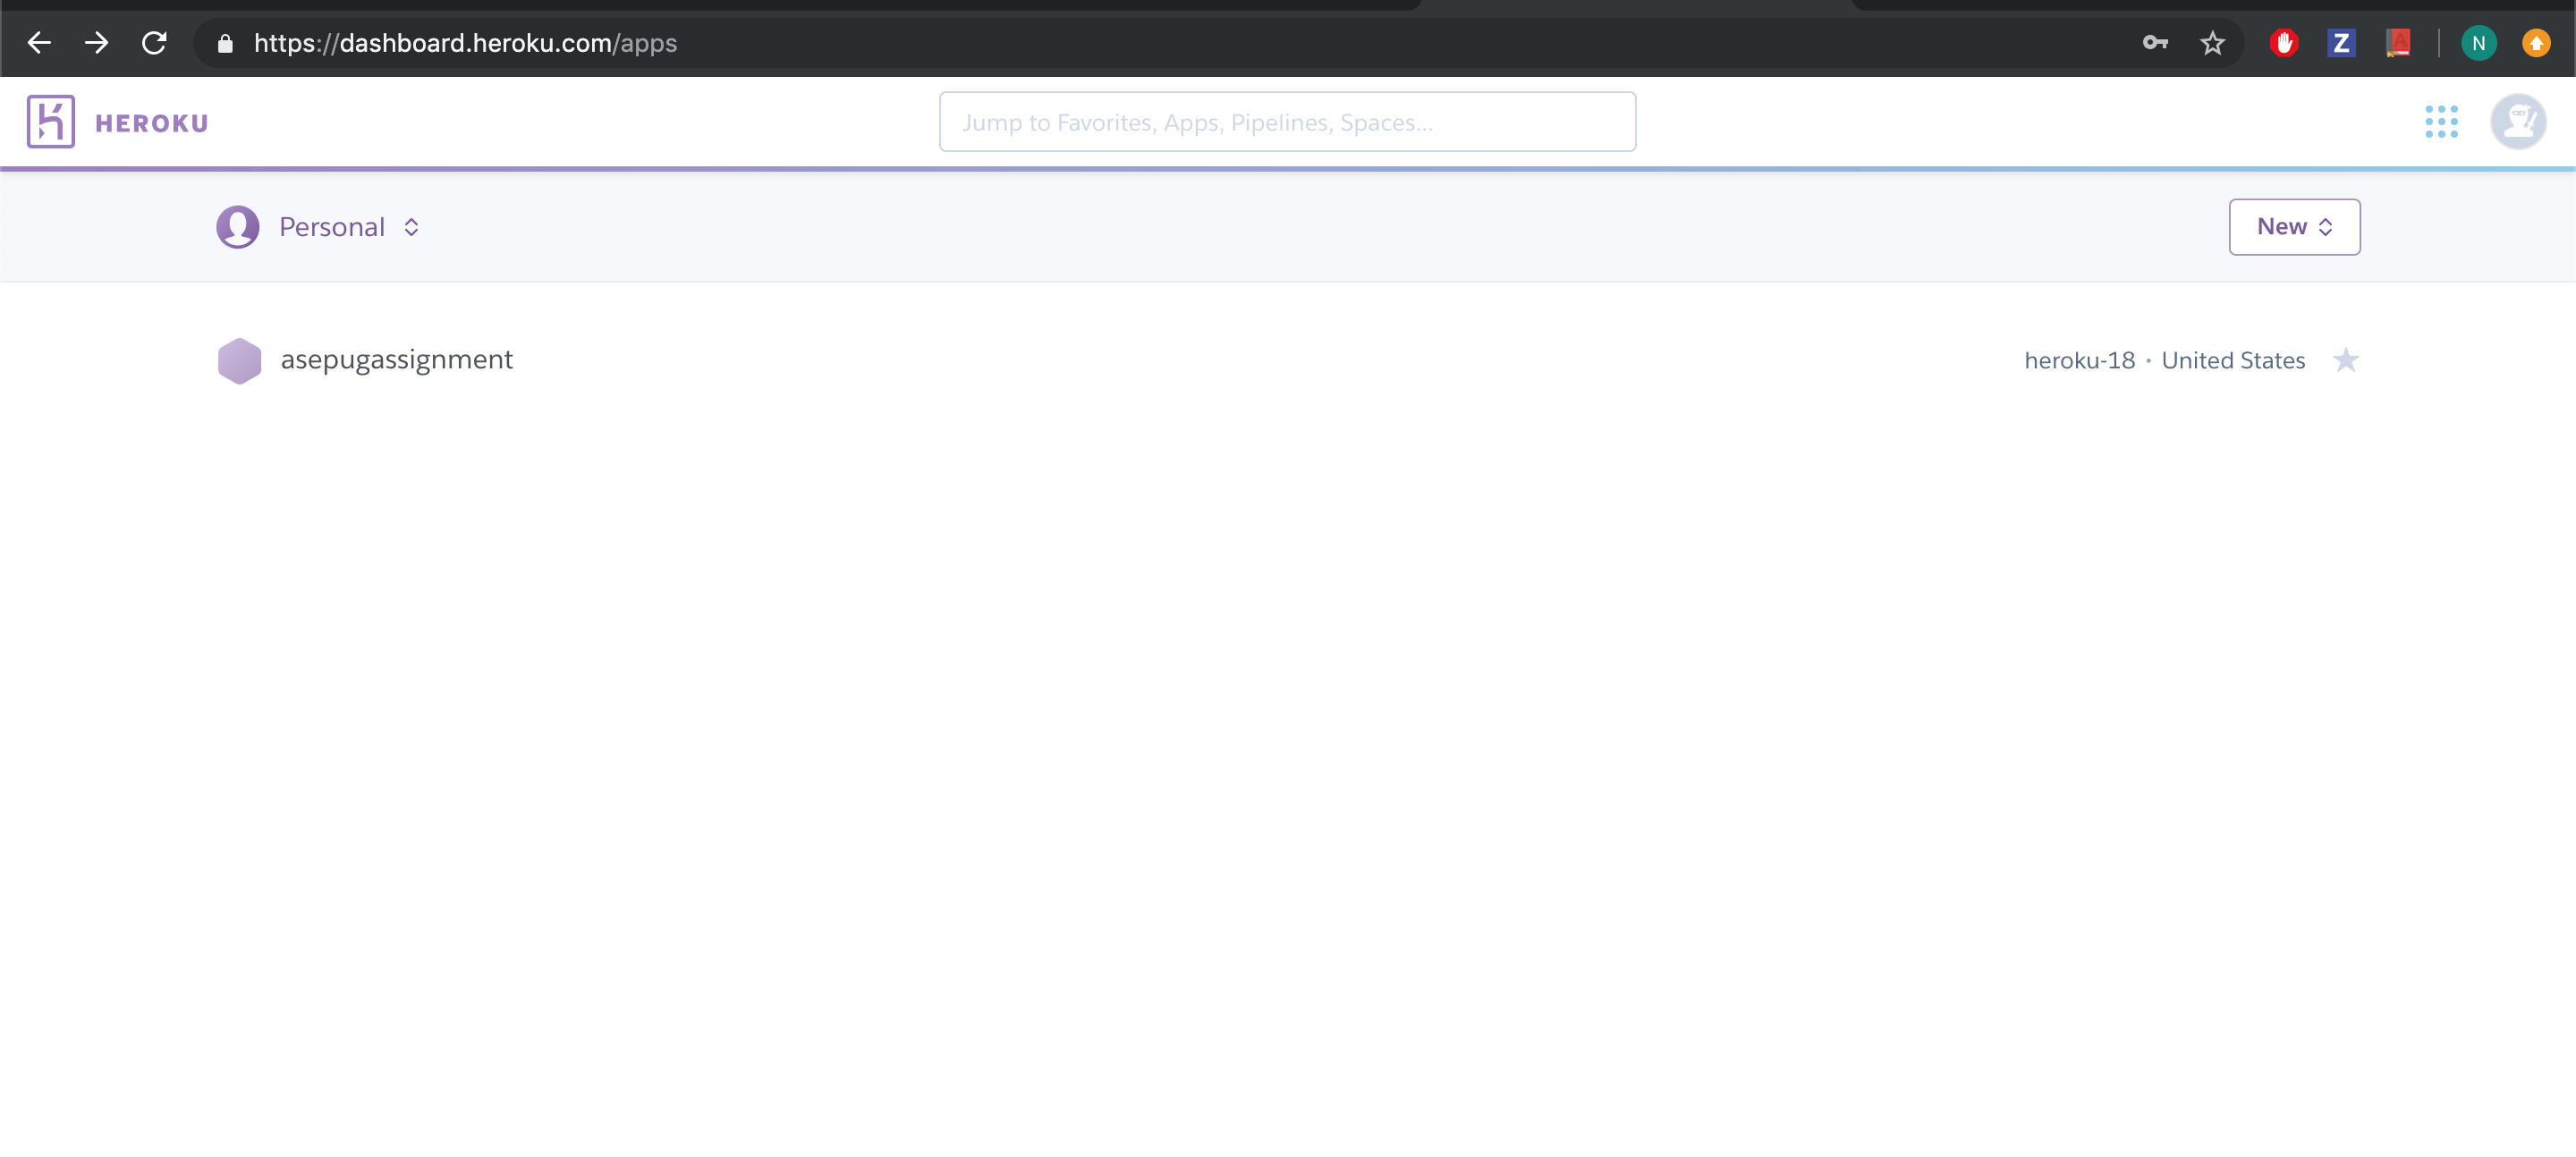 https://dashboard.heroku.com/apps
Z
A
N
HEROKU
Jump to Favorites, Apps, Pipelines, Spaces...
Personal
New
asepugassignment
heroku-18 • United States